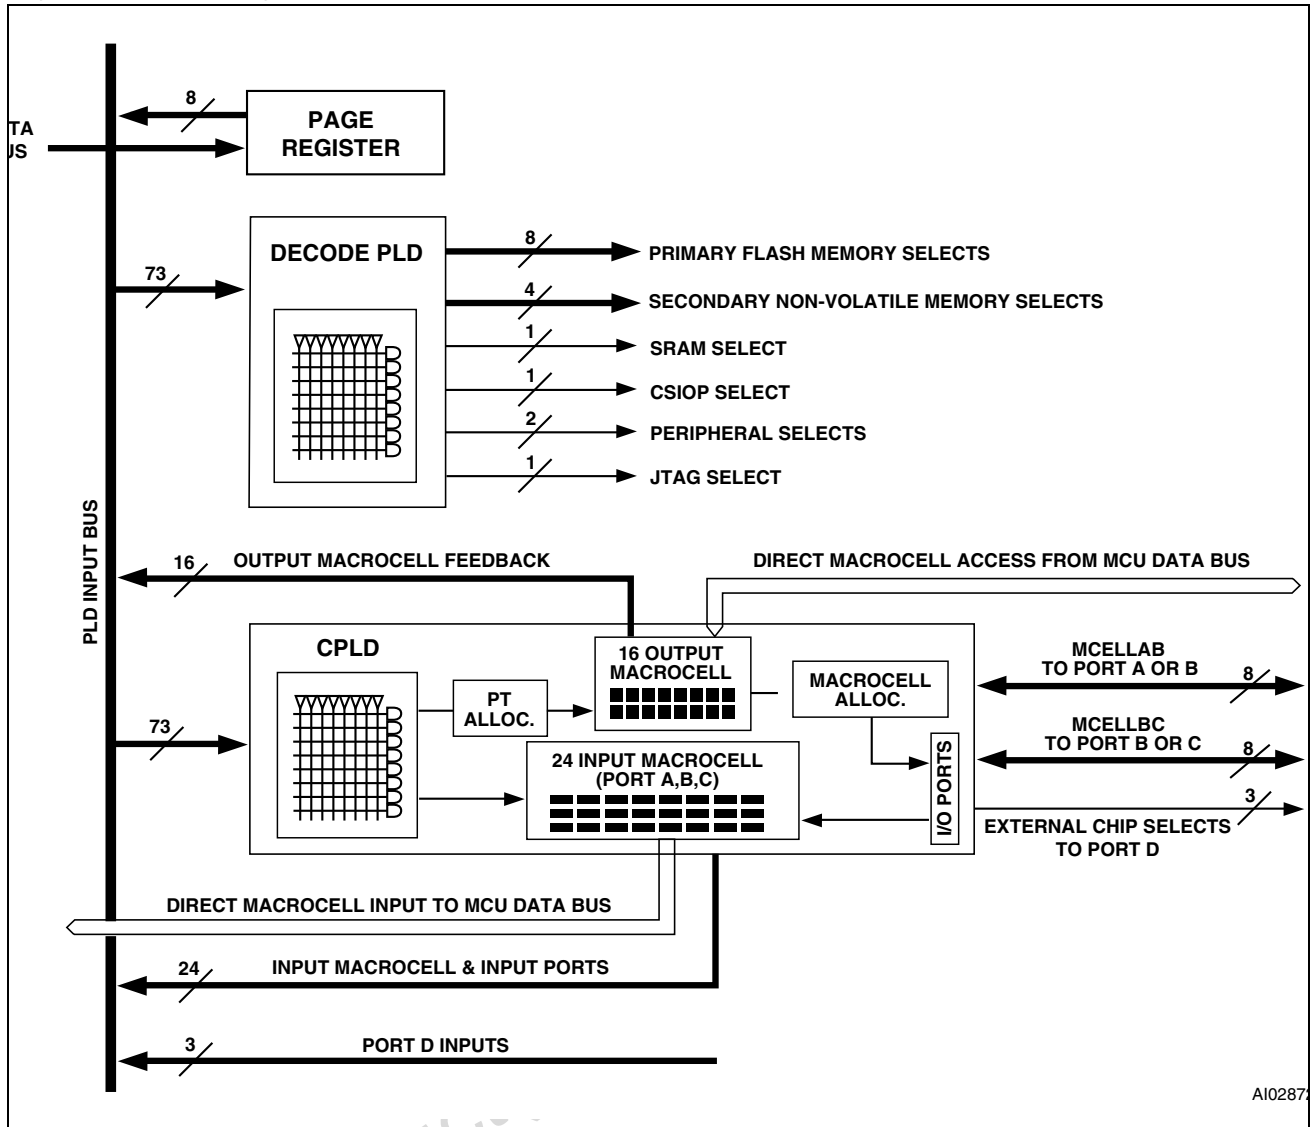 8
PAGE
REGISTER
TA
US
DECODE PLD
73
8
PRIMARY FLASH MEMORY SELECTS
4
SECONDARY NON-VOLATILE MEMORY SELECTS
1
SRAM SELECT
1
CSIOP SELECT
2
PERIPHERAL SELECTS
1
JTAG SELECT
PLD INPUT BUS
16
OUTPUT MACROCELL FEEDBACK
DIRECT MACROCELL ACCESS FROM MCU DATA BUS
CPLD
73
PT
ALLOC.
16 OUTPUT
MACROCELL
MACROCELL
ALLOC.
24 INPUT MACROCELL
(PORT A,B,C)
I/O PORTS
MCELLAB
TO PORT A OR B
8
MCELLBC
TO PORT B OR C
8
3
EXTERNAL CHIP SELECTS
TO PORT D
DIRECT MACROCELL INPUT TO MCU DATA BUS
24
INPUT MACROCELL & INPUT PORTS
3
PORT D INPUTS
AI02872